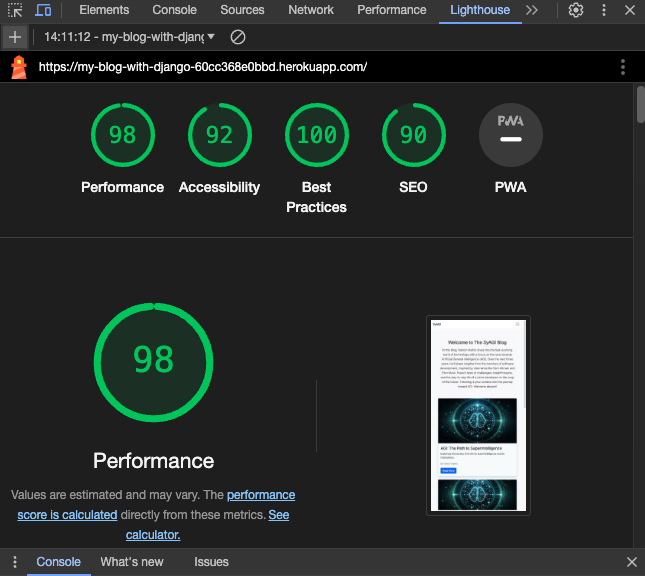 Elements Console Sources Network Performance Lighthouse
14:11:12 - my-blog-with-djang
https://my-blog-with-django-60cc368e0bbd.herokuapp.com/
98 92 100 90 PWA
Performance Accessibility Best Practices SEO PWA
98
Welcome to The 3yAGI Blog
AGI: The Path to Superintelligence
Read More
Performance
Values are estimated and may vary. The performance
score is calculated directly from these metrics. See
calculator.
Console What's new Issues